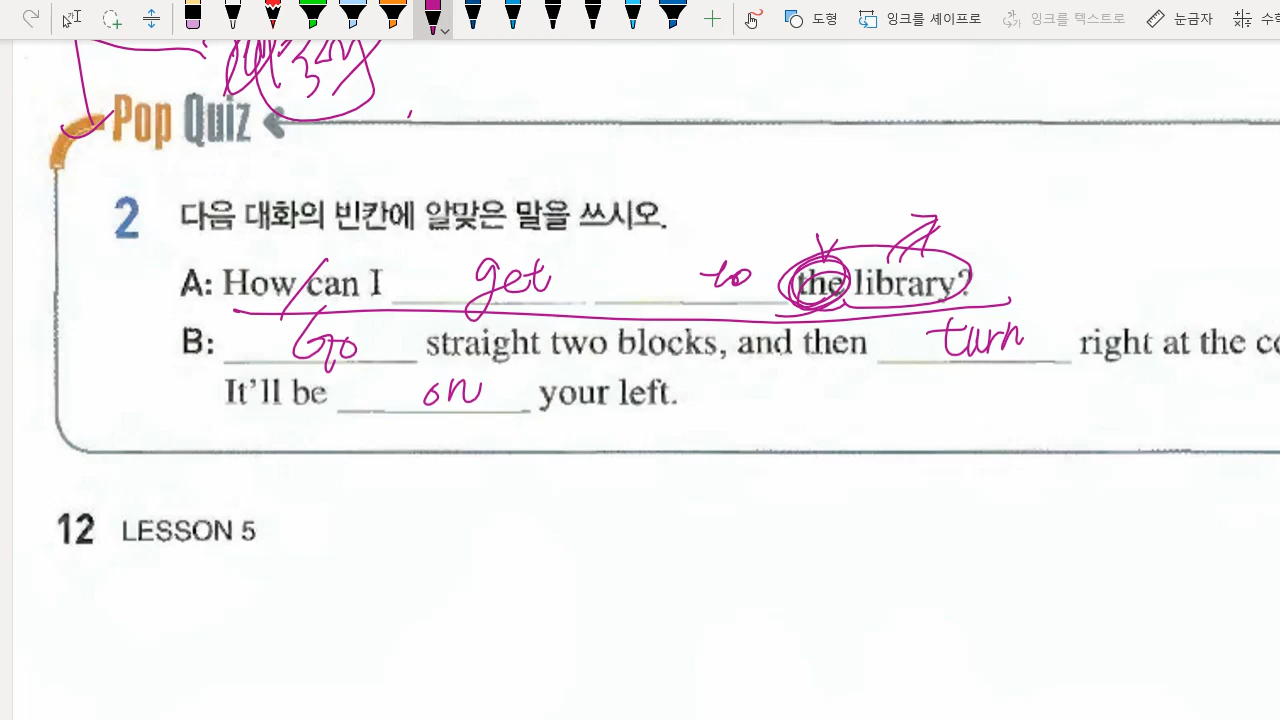 도형 잉크를 셰이프로 잉크를 텍스트로 눈금자
Pop Quiz
2 다음 대화의 빈칸에 알맞은 말을 쓰시오.
A: How can I get to the library?
B: Go straight two blocks, and then turn right at the
It'll be on your left.
12 LESSON 5